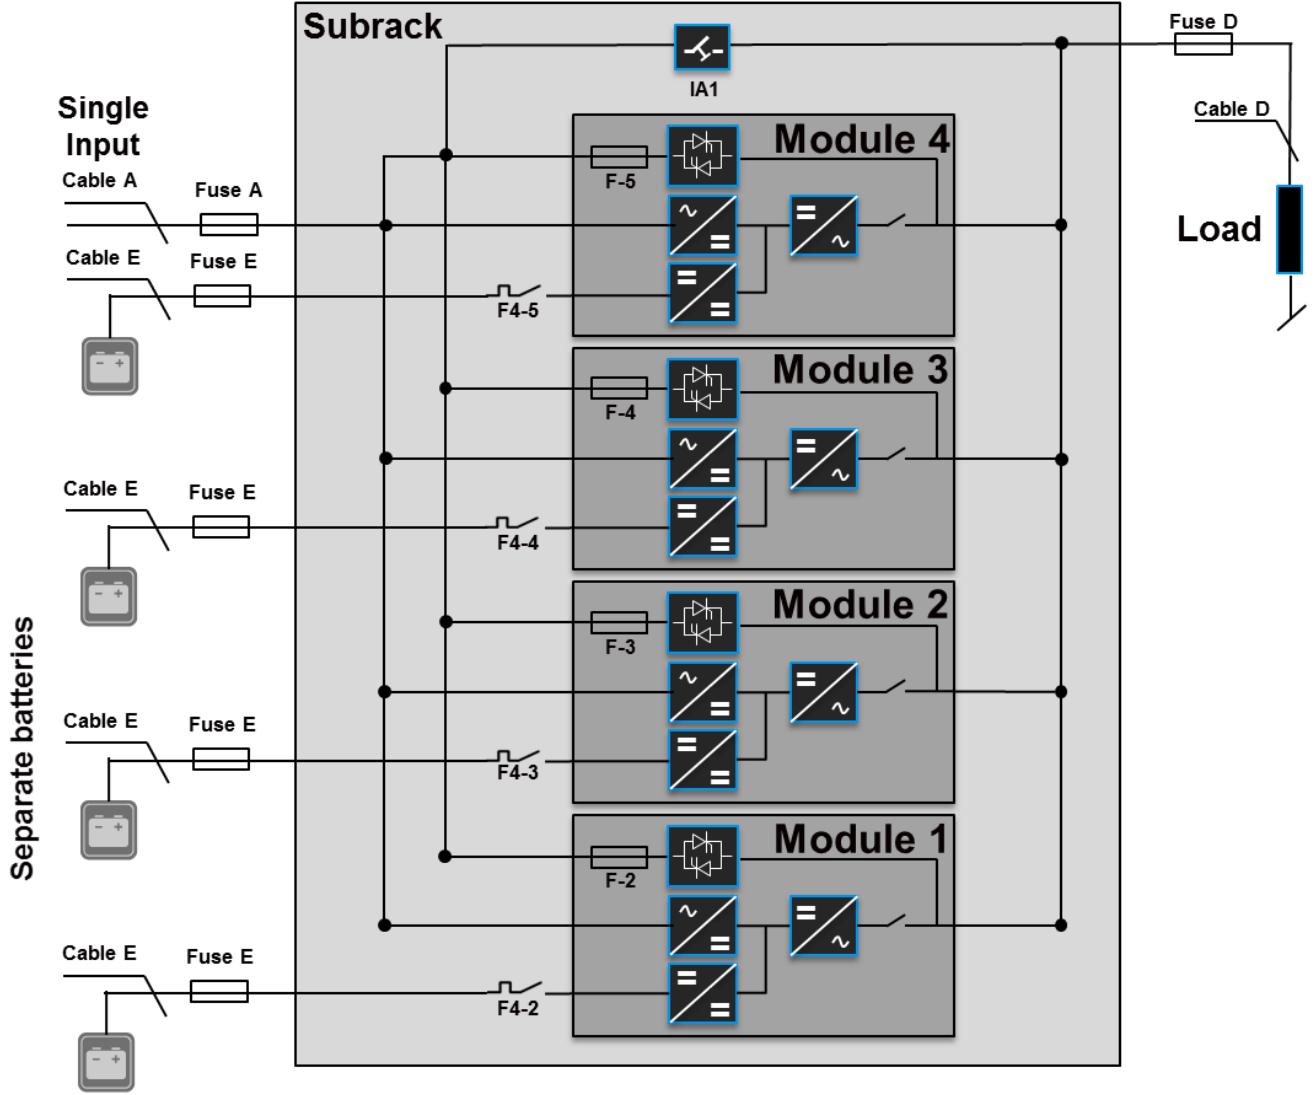 Subrack
Fuse D
IA1
Cable D
Single
Input
Module 4
Cable A
Fuse A
F-5
Load
Cable E
Fuse E
F4-5
Module 3
F-4
Cable E
Fuse E
F4-4
Module 2
F-3
Separate batteries
Cable E
Fuse E
F4-3
Module 1
F-2
Cable E
Fuse E
F4-2